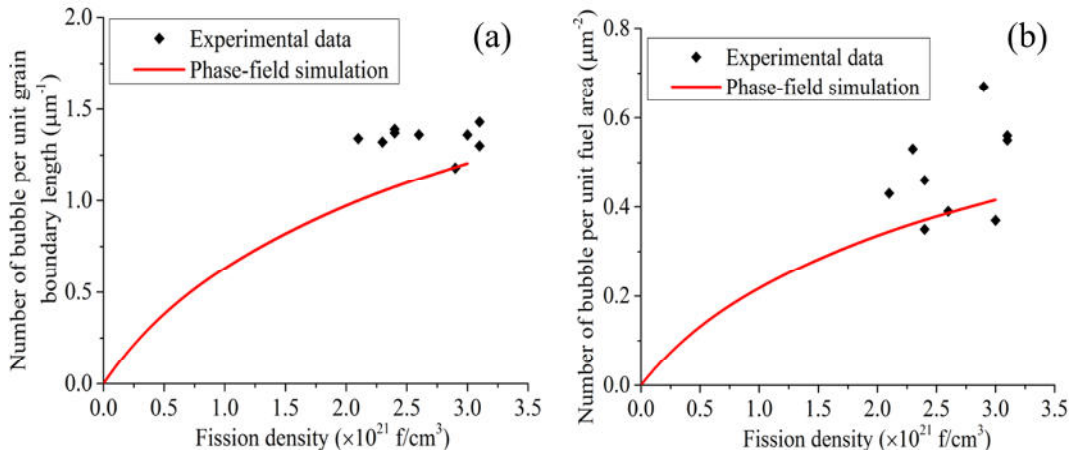 2.0
Experimental data
Phase-field simulation
(a)
1.5
1.0
0.5
0.0
Number of bubble per unit grain
boundary length (μm⁻¹)
0.0 0.5 1.0 1.5 2.0 2.5 3.0 3.5
Fission density (×10²¹ f/cm³)
0.8
Experimental data
Phase-field simulation
(b)
0.6
0.4
0.2
0.0
Number of bubble per unit fuel area (μm⁻²)
0.0 0.5 1.0 1.5 2.0 2.5 3.0 3.5
Fission density (×10²¹ f/cm³)